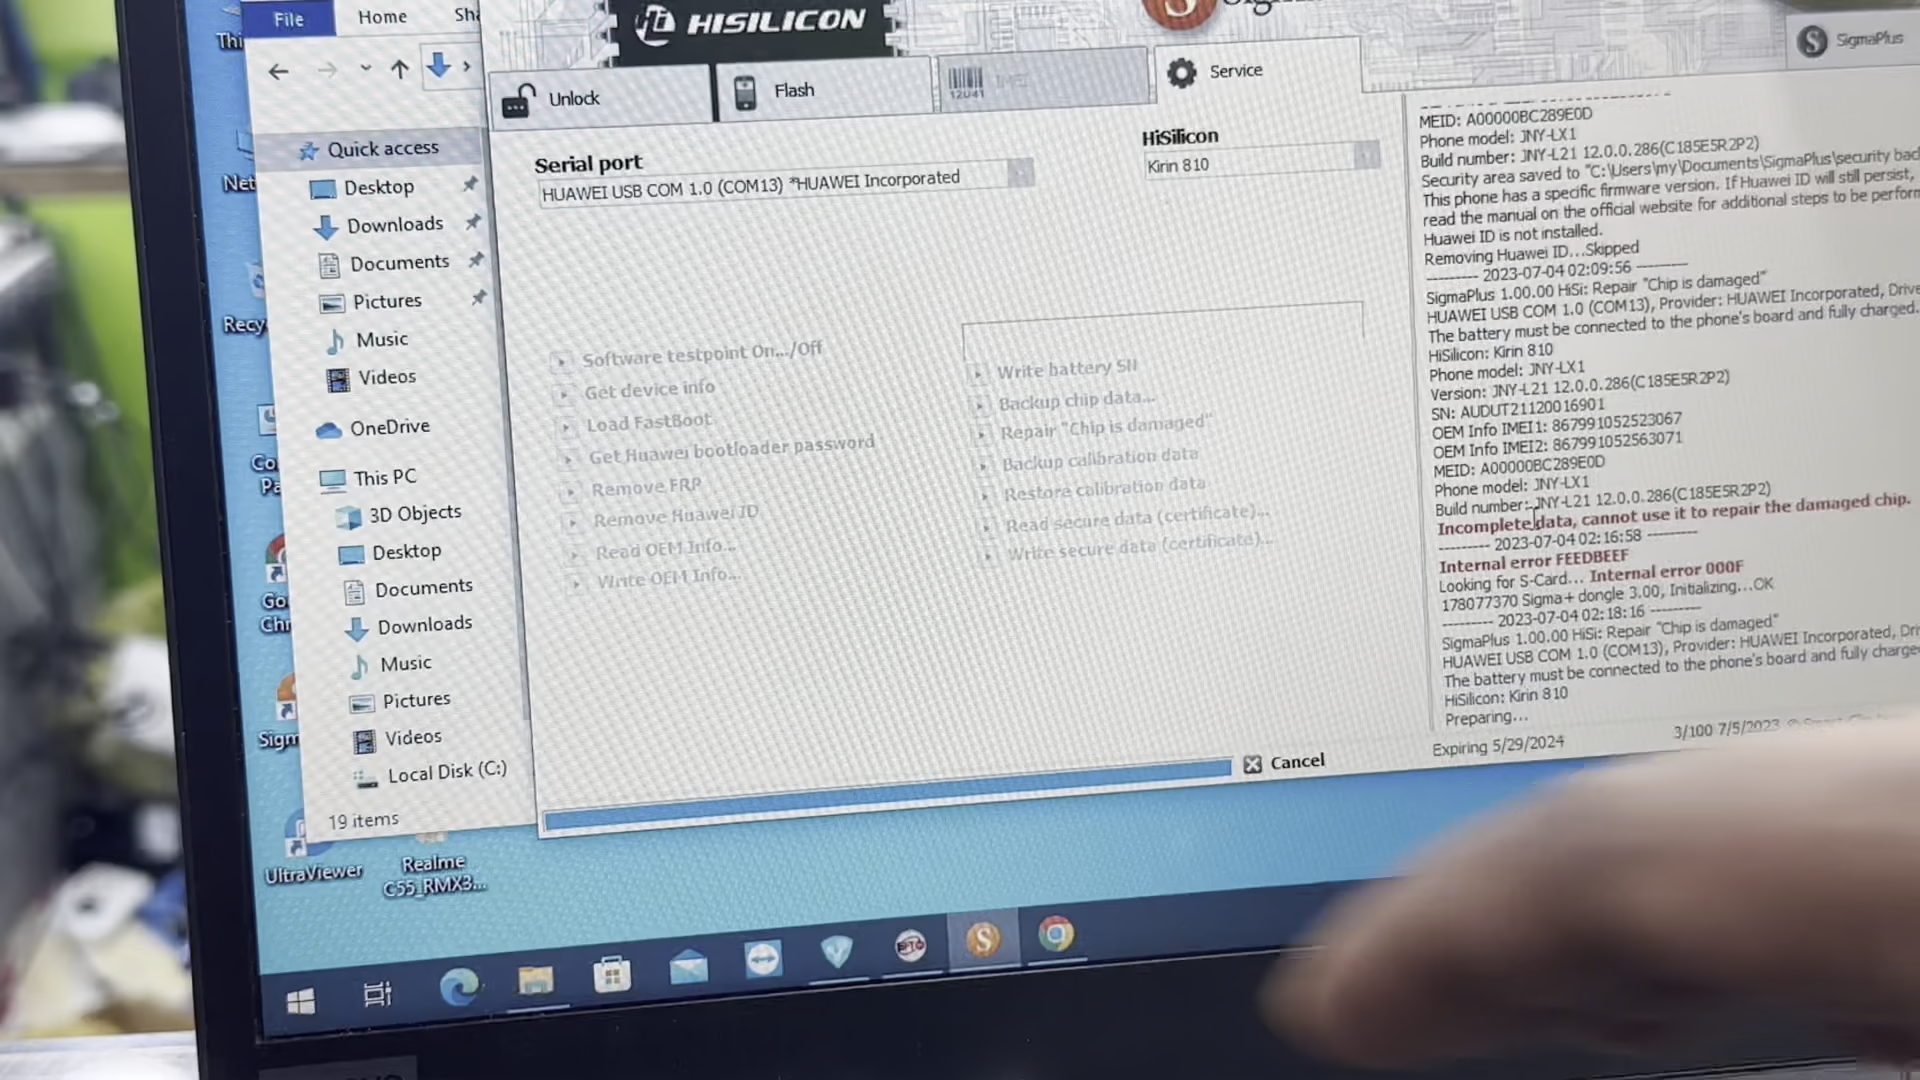 File
Home
HISILICON
SigmaPlus
Unlock
Flash
Service
Quick access
Desktop
Downloads
Documents
Pictures
Music
Videos
OneDrive
This PC
3D Objects
Desktop
Documents
Downloads
Music
Pictures
Videos
Local Disk (C:)
19 items
Serial port
HUAWEI USB COM 1.0 (COM13) *HUAWEI Incorporated
HiSilicon
Kirin 810
Software testpoint On.../Off
Get device info
Load FastBoot
Get Huawei bootloader password
Remove FRP
Remove Huawei ID
Read OEM Info...
Write OEM Info...
Write battery SN
Backup chip data...
Repair "Chip is damaged"
Backup calibration data
Restore calibration data
Read secure data (certificate)...
Write secure data (certificate)...
MEID: A00000BC289E0D
Phone model: JNY-LX1
Build number: JNY-L21 12.0.0.286(C185E5R2P2)
Security area saved to "C:\Users\my\Documents\SigmaPlus\security
This phone has a specific firmware version. If Huawei ID will still persist,
read the manual on the official website for additional steps to be
Huawei ID is not installed.
Removing Huawei ID...Skipped
---------- 2023-07-04 02:09:56 ----------
SigmaPlus 1.00.00 HiSi: Repair "Chip is damaged"
HUAWEI USB COM 1.0 (COM13), Provider: HUAWEI Incorporated,
The battery must be connected to the phone's board and fully charged.
HiSilicon: Kirin 810
Phone model: JNY-LX1
Version: JNY-L21 12.0.0.286(C185E5R2P2)
SN: AUDUT21120016901
OEM Info IMEI1: 867991052523067
OEM Info IMEI2: 867991052563071
MEID: A00000BC289E0D
Phone model: JNY-LX1
Build number: JNY-L21 12.0.0.286(C185E5R2P2)
Incomplete data, cannot use it to repair the damaged chip.
---------- 2023-07-04 02:16:58 ----------
Internal error FEEDBEEF
Looking for S-Card... Internal error 000F
178077370 Sigma+ dongle 3.00, Initializing...OK
---------- 2023-07-04 02:18:16 ----------
SigmaPlus 1.00.00 HiSi: Repair "Chip is damaged"
HUAWEI USB COM 1.0 (COM13), Provider: HUAWEI Incorporated,
The battery must be connected to the phone's board and fully
HiSilicon: Kirin 810
Preparing...
Cancel
Expiring 5/29/2024
3/100 7/5/2023
UltraViewer
Realme
C55_RMX3...